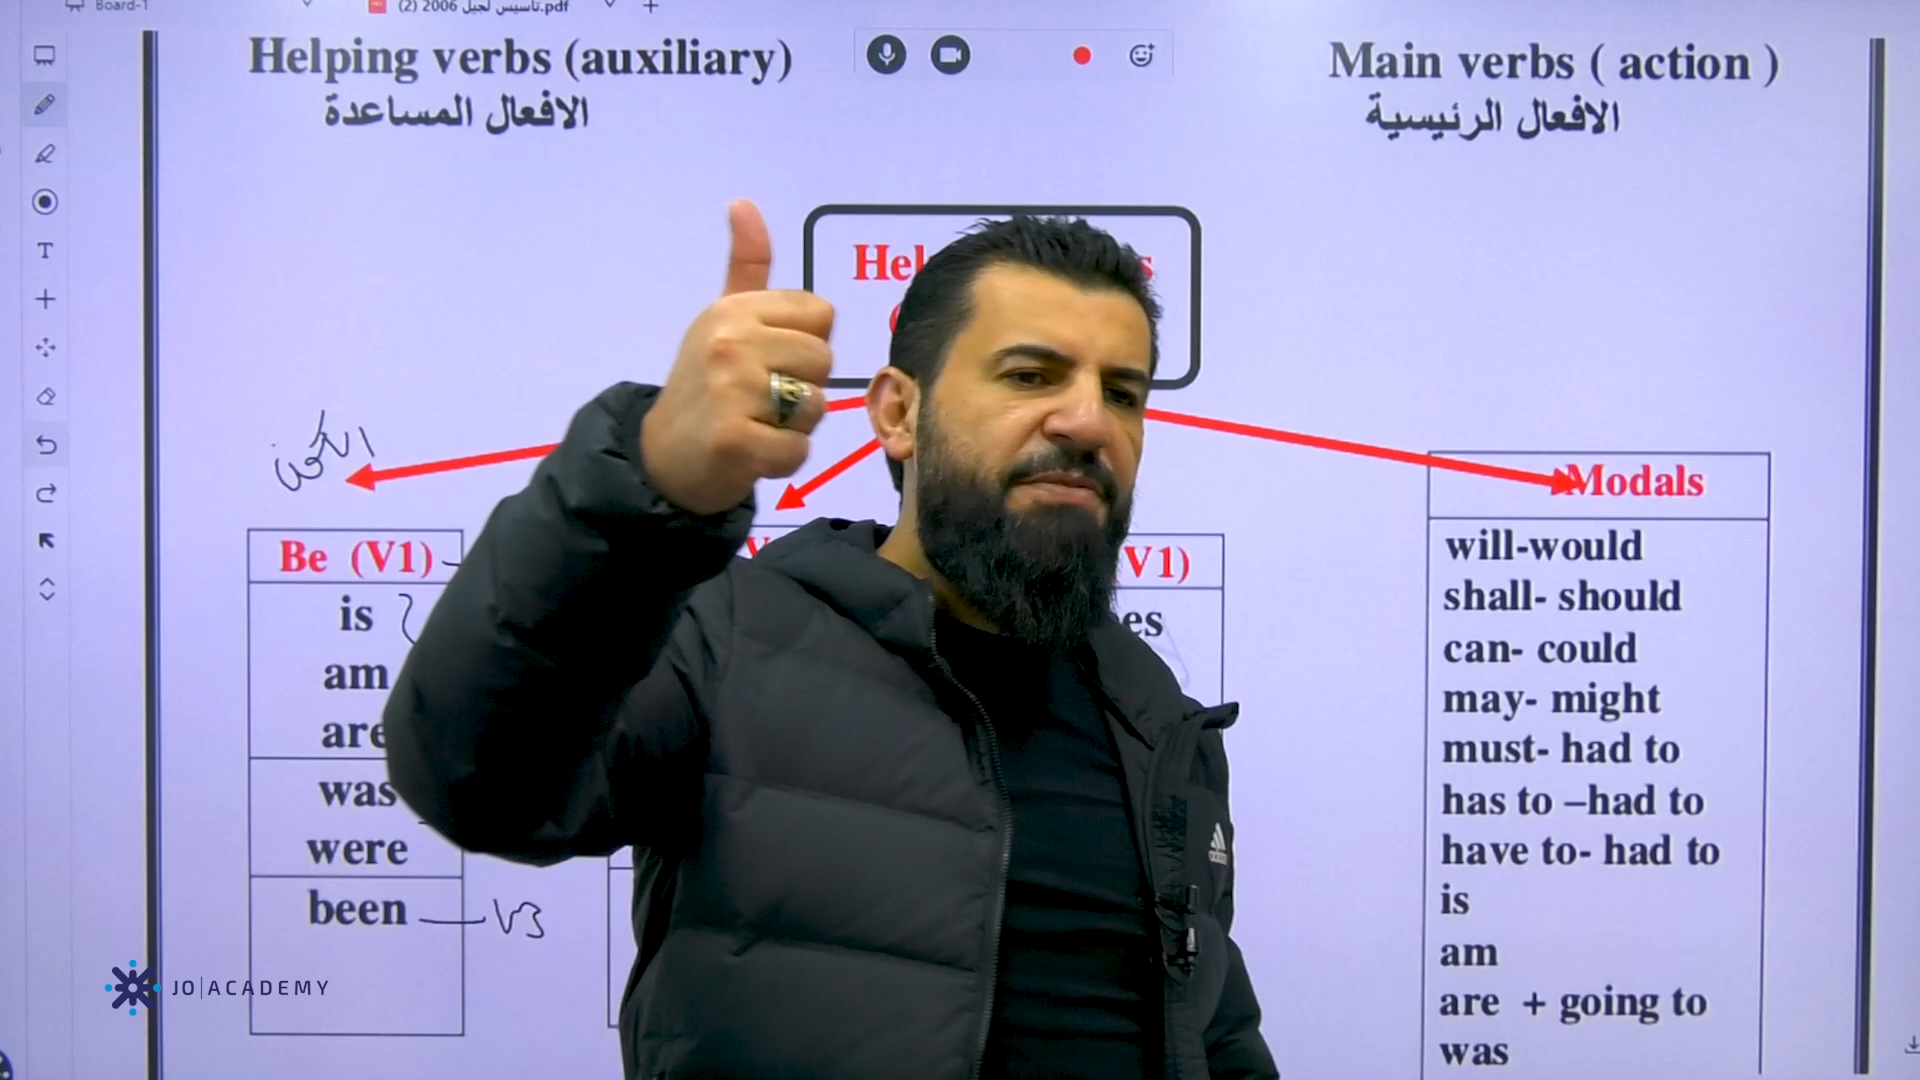 Board-1
(2) 2006 تاسيس لجيل.pdf
Helping verbs (auxiliary)
الافعال المساعدة
Main verbs ( action )
الافعال الرئيسية
Be (V1)
is
am
are
was
were
been
V3
V1)
es
Modals
will-would
shall- should
can- could
may- might
must- had to
has to –had to
have to- had to
is
am
are + going to
was
adidas
JO|ACADEMY